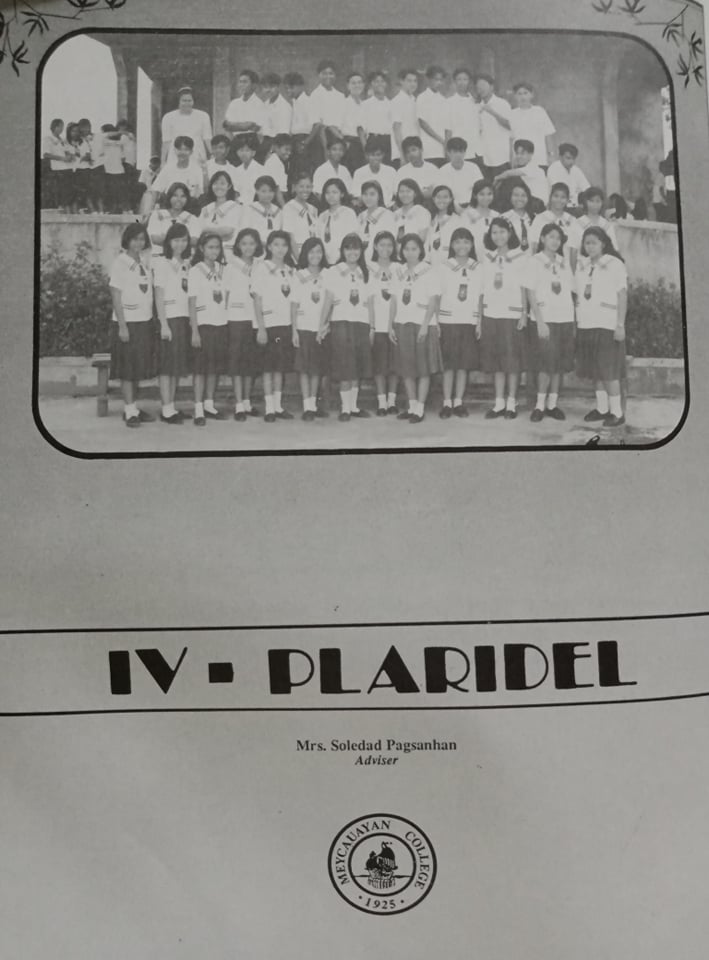 IV - PLARIDEL
Mrs. Soledad Pagsanhan
Adviser
MEYCAUAYAN COLLEGE
· 1925 ·